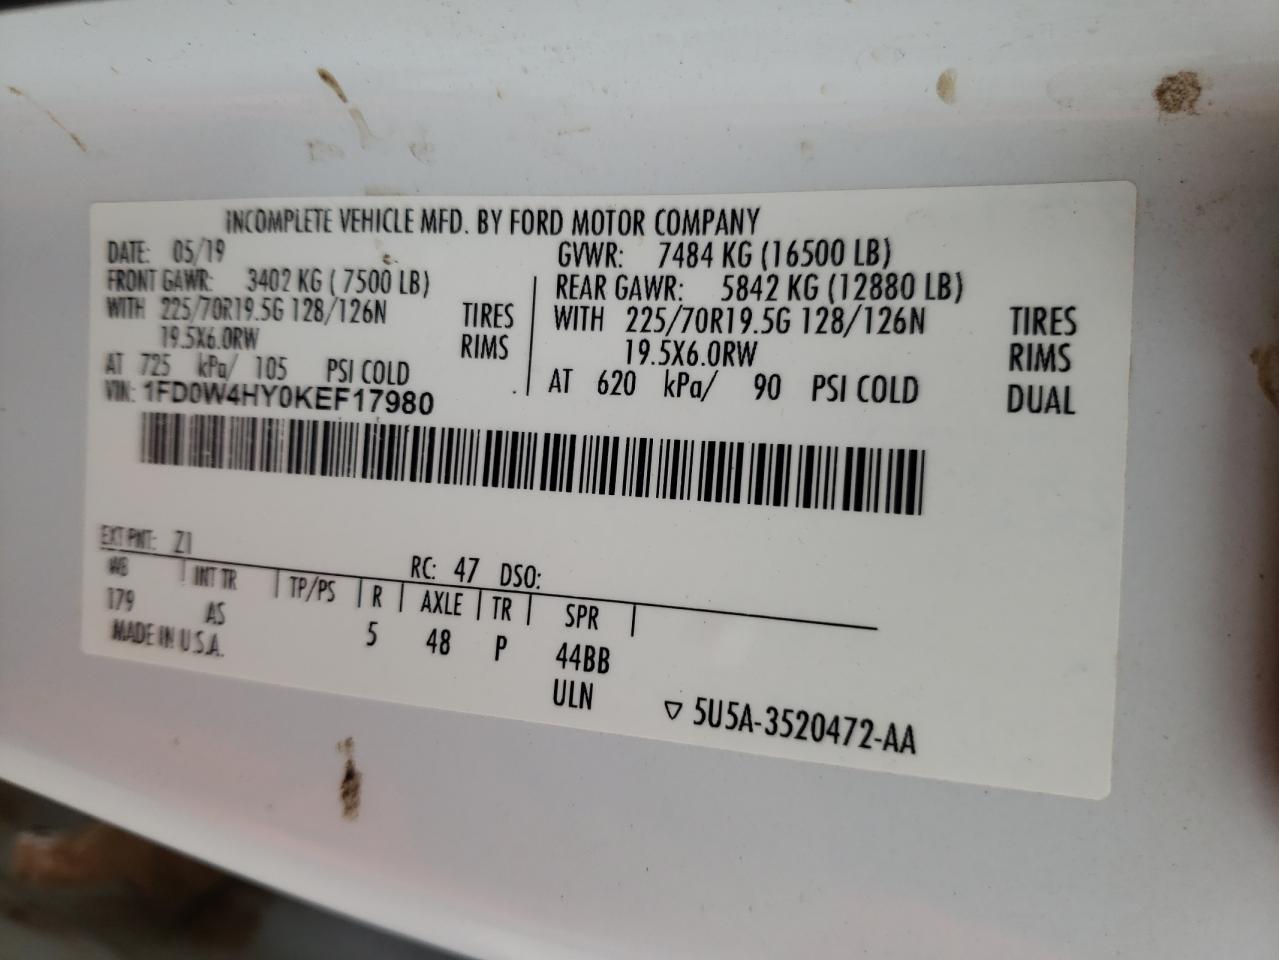 INCOMPLETE VEHICLE MFD. BY FORD MOTOR COMPANY
DATE: 05/19 GVWR: 7484 KG (16500 LB)
FRONT GAWR: 3402 KG ( 7500 LB) REAR GAWR: 5842 KG (12880 LB)
WITH 225/70R19.5G 128/126N TIRES WITH 225/70R19.5G 128/126N TIRES
19.5X6.0RW RIMS 19.5X6.0RW RIMS
AT 725 kPa/ 105 PSI COLD AT 620 kPa/ 90 PSI COLD DUAL
VIN: 1FD0W4HY0KEF17980
EXT PNT: Z1 RC: 47 DSO:
WB INT TR TP/PS R AXLE TR SPR
179 AS 5 48 P 44BB
MADE IN U.S.A. ULN
▽ 5U5A-3520472-AA